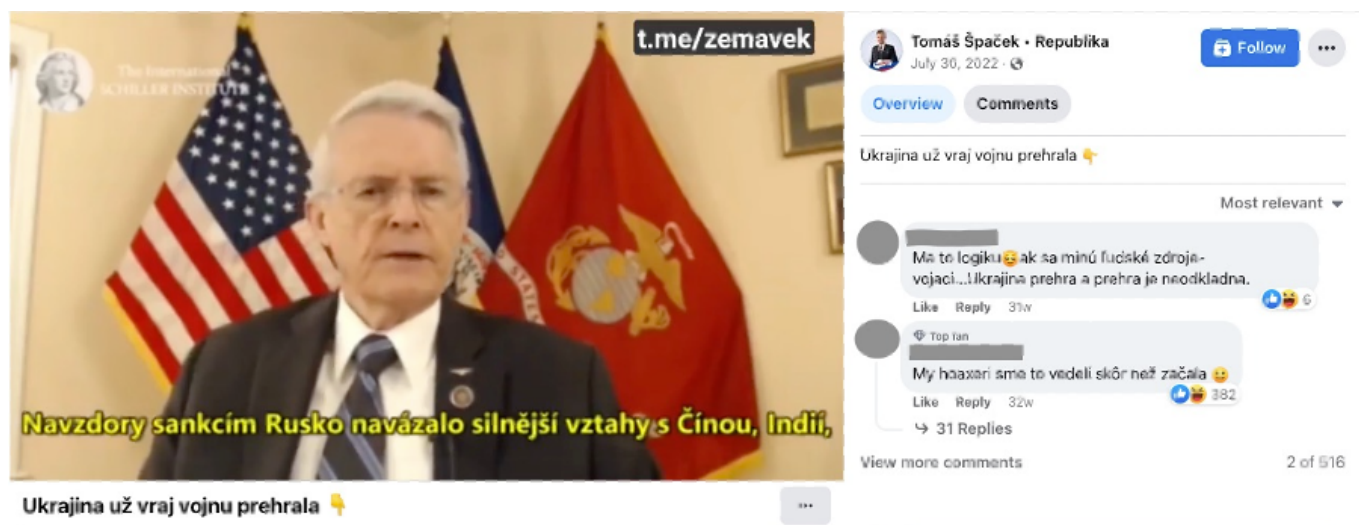 The International
SCHILLER INSTITUTE
t.me/zemavek
STATES
Navzdory sankcím Rusko navázalo silnější vztahy s Čínou, Indií,
Ukrajina už vraj vojnu prehrala 👇
Tomáš Špaček • Republika
July 30, 2022
Follow
Overview
Comments
Ukrajina už vraj vojnu prehrala 👇
Most relevant
Ma to logiku😌ak sa minú ľudské zdroje-
vojaci...Ukrajina prehra a prehra je neodkladna.
Like Reply 31w
6
Top fan
My hoaxeri sme to vedeli skôr než začala 😀
382
Like Reply 32w
31 Replies
View more comments
2 of 516